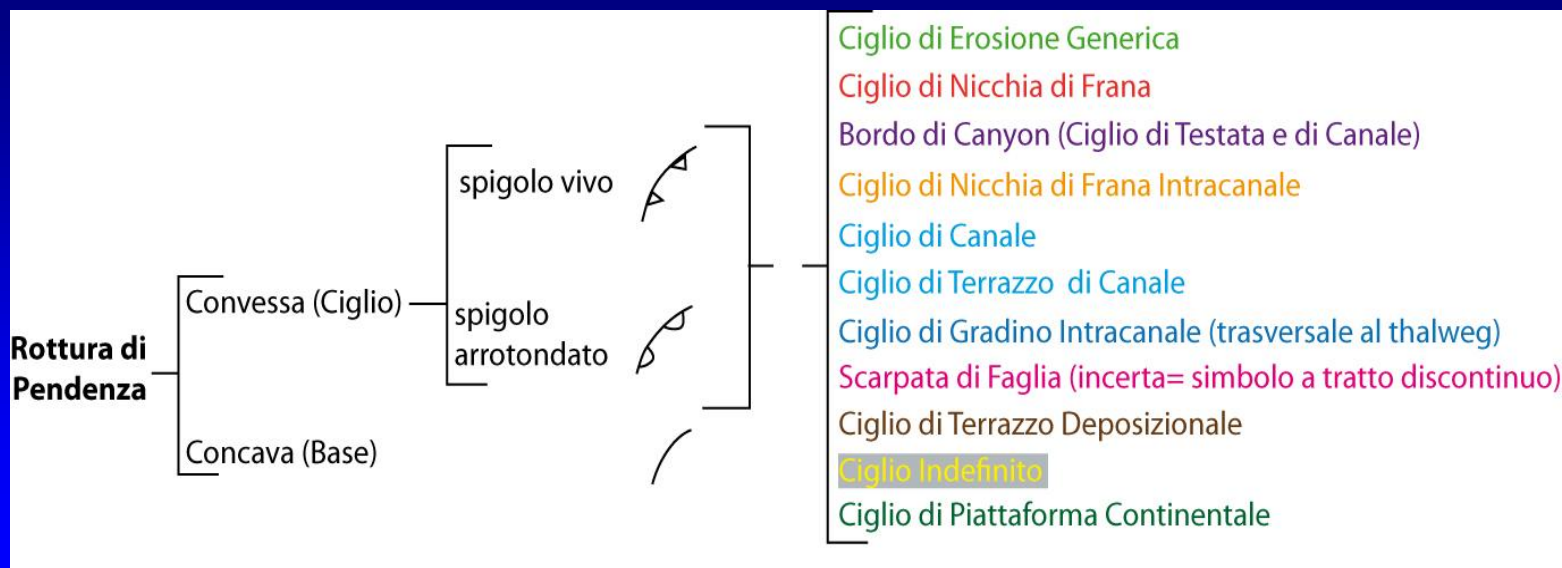 Rottura di
Pendenza
Convessa (Ciglio)
Concava (Base)
spigolo vivo
spigolo
arrotondato
Ciglio di Erosione Generica
Ciglio di Nicchia di Frana
Bordo di Canyon (Ciglio di Testata e di Canale)
Ciglio di Nicchia di Frana Intracanale
Ciglio di Canale
Ciglio di Terrazzo di Canale
Ciglio di Gradino Intracanale (trasversale al thalweg)
Scarpata di Faglia (incerta= simbolo a tratto discontinuo)
Ciglio di Terrazzo Deposizionale
Ciglio Indefinito
Ciglio di Piattaforma Continentale